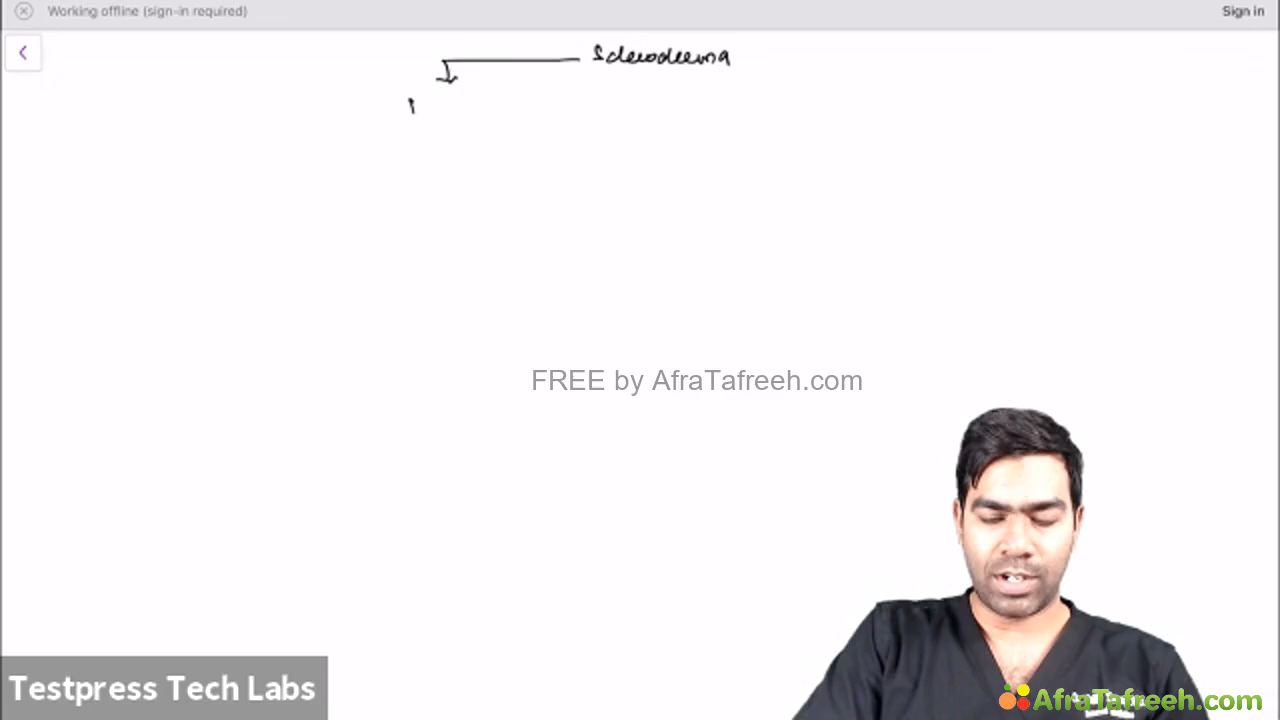 Working offline (sign-in required)
Sign in
Scleroderma
FREE by AfraTafreeh.com
Testpress Tech Labs
AfraTafreeh.com